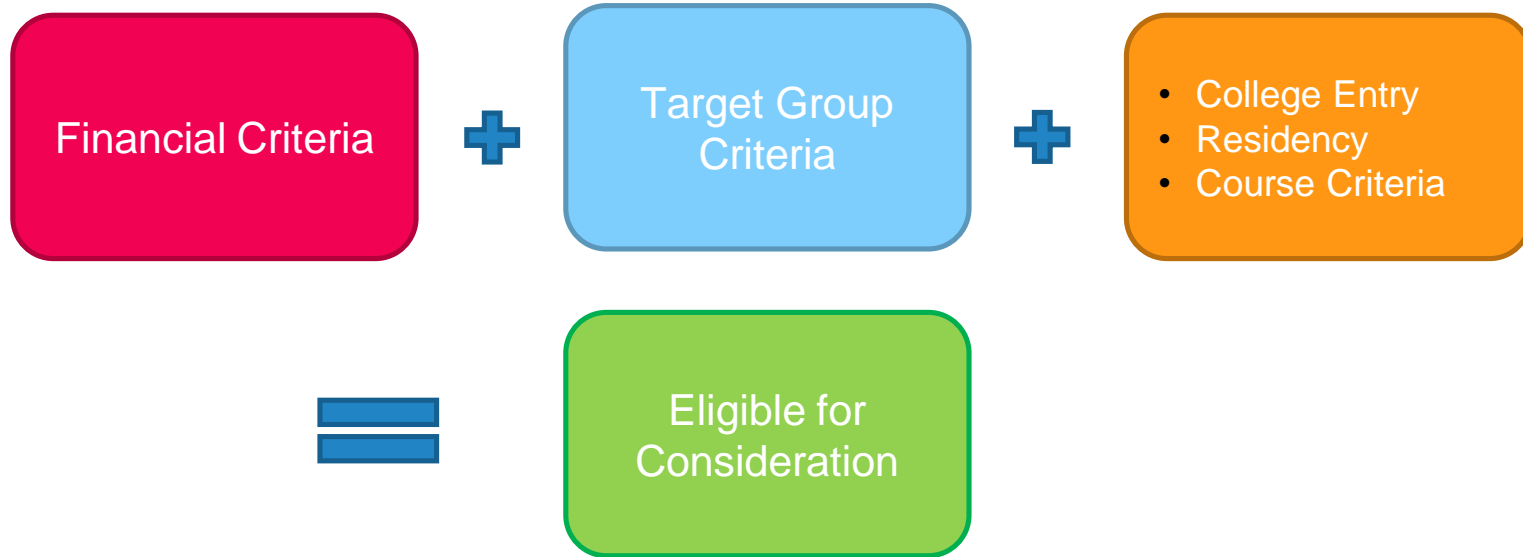 Financial Criteria
Target Group
Criteria
• College Entry
• Residency
• Course Criteria
Eligible for
Consideration